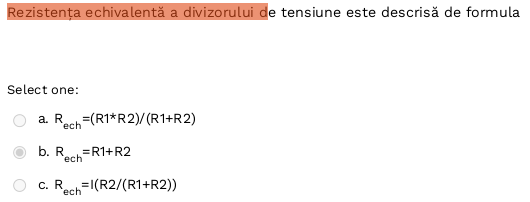 Rezistența echivalentă a divizorului de tensiune este descrisă de formula
Select one:
a. Rech=(R1*R2)/(R1+R2)
b. Rech=R1+R2
c. Rech=I(R2/(R1+R2))